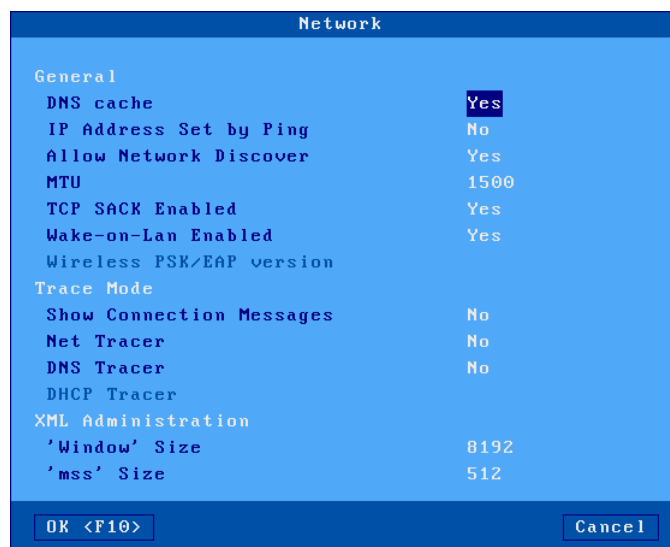 Network
General
DNS cache Yes
IP Address Set by Ping No
Allow Network Discover Yes
MTU 1500
TCP SACK Enabled Yes
Wake-on-Lan Enabled Yes
Wireless PSK/EAP version
Trace Mode
Show Connection Messages No
Net Tracer No
DNS Tracer No
DHCP Tracer
XML Administration
'Window' Size 8192
'mss' Size 512
OK <F10> Cancel